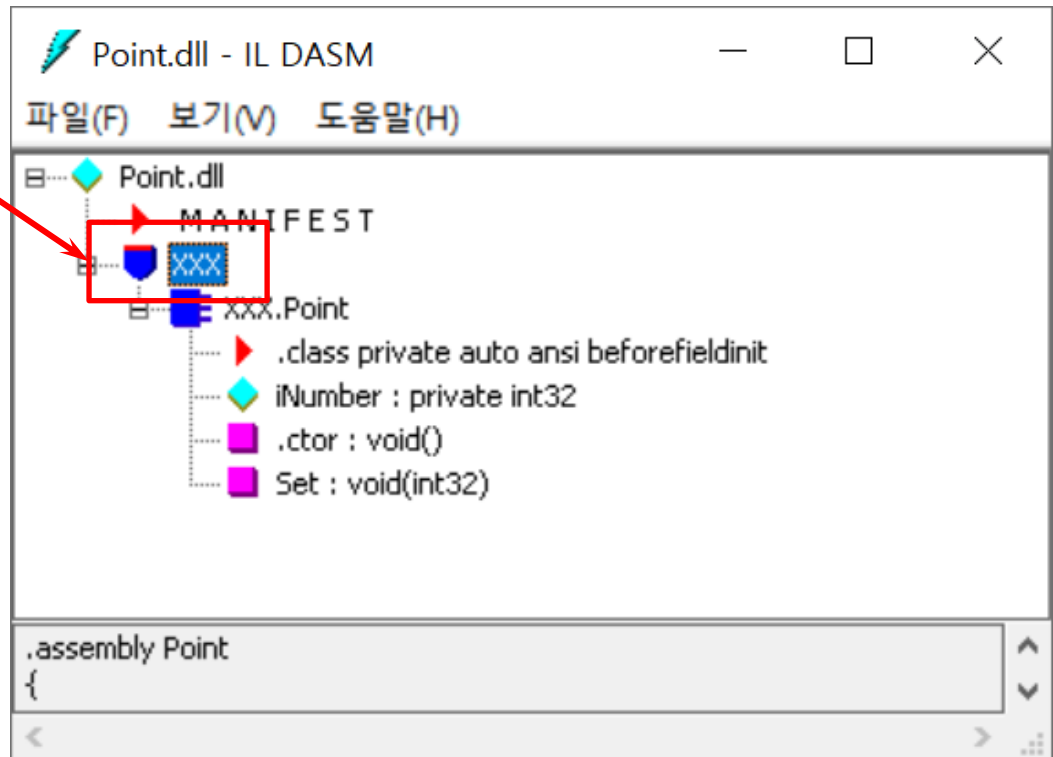 Point.dll - IL DASM
파일(F) 보기(V) 도움말(H)
Point.dll
M A N I F E S T
XXX
XXX.Point
.class private auto ansi beforefieldinit
iNumber : private int32
.ctor : void()
Set : void(int32)
.assembly Point
{